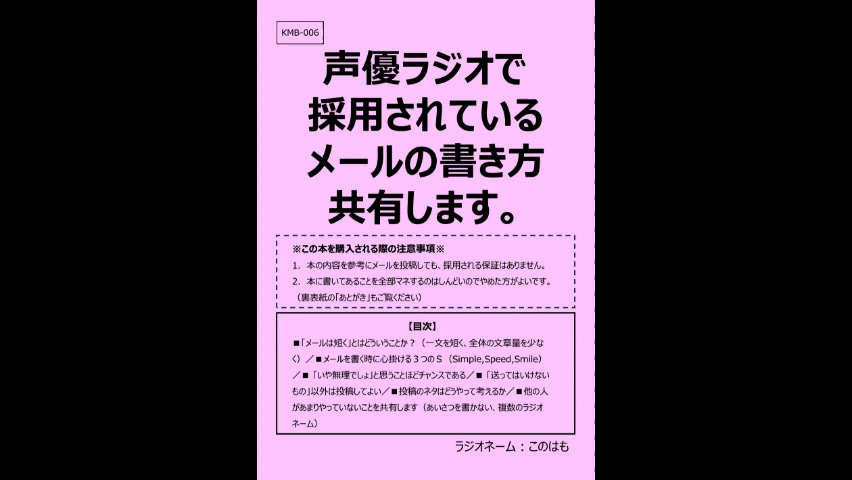 KMB-006
声優ラジオで
採用されている
メールの書き方
共有します。
※この本を購入される際の注意事項※
1. 本の内容を参考にメールを投稿しても、採用される保証はありません。
2. 本に書いてあることを全部マネするのはしんどいのでやめた方がよいです。
（裏表紙の「あとがき」もご覧ください）
【目次】
■「メールは短く」とはどういうことか？（一文を短く、全体の文章量を少な
く）／■メールを書く時に心掛ける３つのＳ（Simple,Speed,Smile）
／■「いや無理でしょ」と思うことほどチャンスである／■「送ってはいけない
もの」以外は投稿してよい／■投稿のネタはどうやって考えるか／■他の人
があまりやっていないことを共有します（あいさつを書かない、複数のラジオ
ネーム）
ラジオネーム：このはも